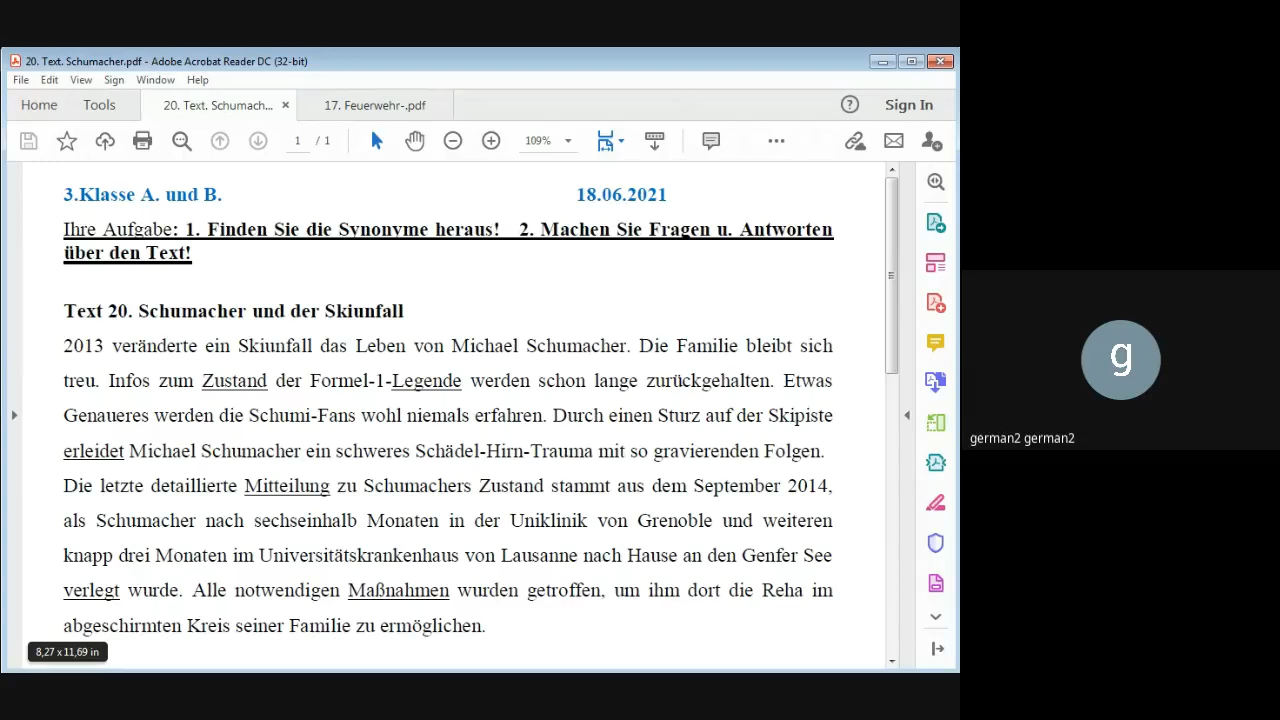 20. Text. Schumacher.pdf - Adobe Acrobat Reader DC (32-bit)
File Edit View Sign Window Help
Home Tools 20. Text. Schumach... × 17. Feuerwehr-.pdf Sign In
1 / 1 109%
3.Klasse A. und B. 18.06.2021
Ihre Aufgabe: 1. Finden Sie die Synonyme heraus! 2. Machen Sie Fragen u. Antworten
über den Text!
Text 20. Schumacher und der Skiunfall
2013 veränderte ein Skiunfall das Leben von Michael Schumacher. Die Familie bleibt sich
treu. Infos zum Zustand der Formel-1-Legende werden schon lange zurückgehalten. Etwas
Genaueres werden die Schumi-Fans wohl niemals erfahren. Durch einen Sturz auf der Skipiste
erleidet Michael Schumacher ein schweres Schädel-Hirn-Trauma mit so gravierenden Folgen.
Die letzte detaillierte Mitteilung zu Schumachers Zustand stammt aus dem September 2014,
als Schumacher nach sechseinhalb Monaten in der Uniklinik von Grenoble und weiteren
knapp drei Monaten im Universitätskrankenhaus von Lausanne nach Hause an den Genfer See
verlegt wurde. Alle notwendigen Maßnahmen wurden getroffen, um ihm dort die Reha im
abgeschirmten Kreis seiner Familie zu ermöglichen.
8,27 x 11,69 in
g
german2 german2